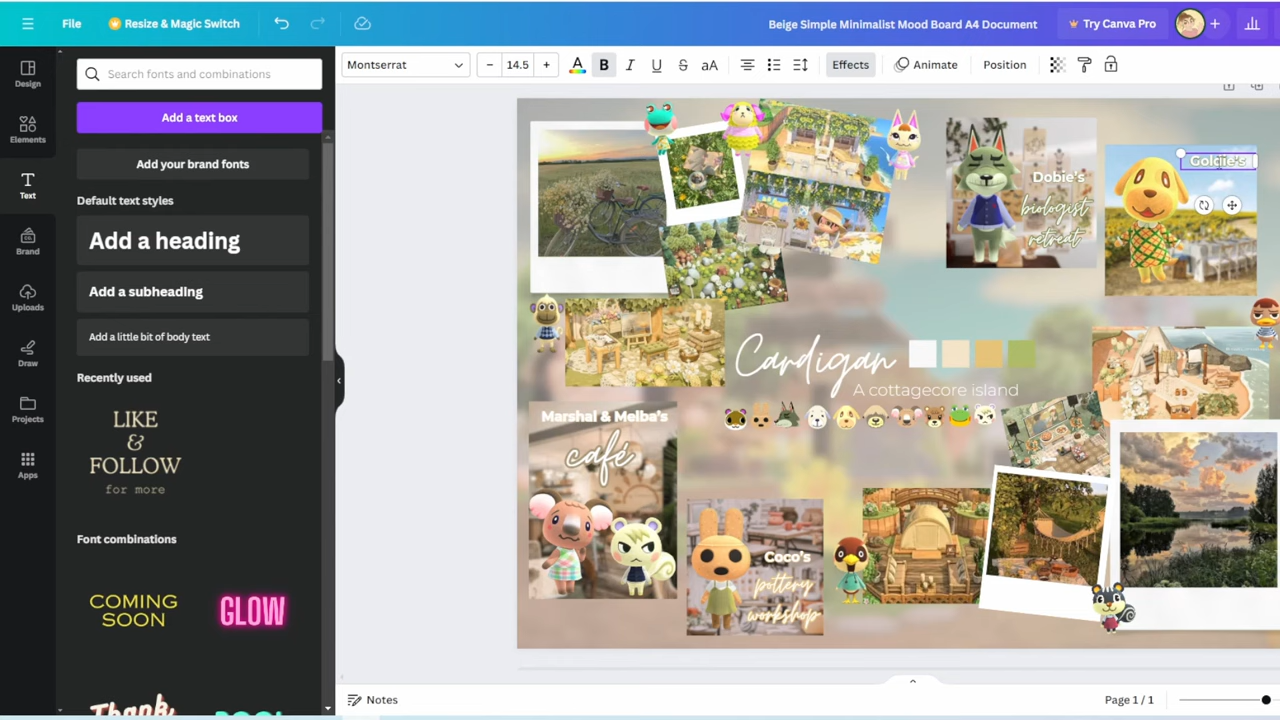 File
Resize & Magic Switch
Beige Simple Minimalist Mood Board A4 Document
Try Canva Pro
Design
Elements
Text
Brand
Uploads
Draw
Projects
Apps
Search fonts and combinations
Add a text box
Add your brand fonts
Default text styles
Add a heading
Add a subheading
Add a little bit of body text
Recently used
LIKE
&
FOLLOW
for more
Font combinations
COMING
SOON
GLOW
Thank
Montserrat
14.5
A
B
I
U
S
aA
Effects
Animate
Position
Dobie's
biologist
retreat
Goldie's
Cardigan
A cottagecore island
Marshal & Melba's
café
Coco's
pottery
workshop
Notes
Page 1 / 1